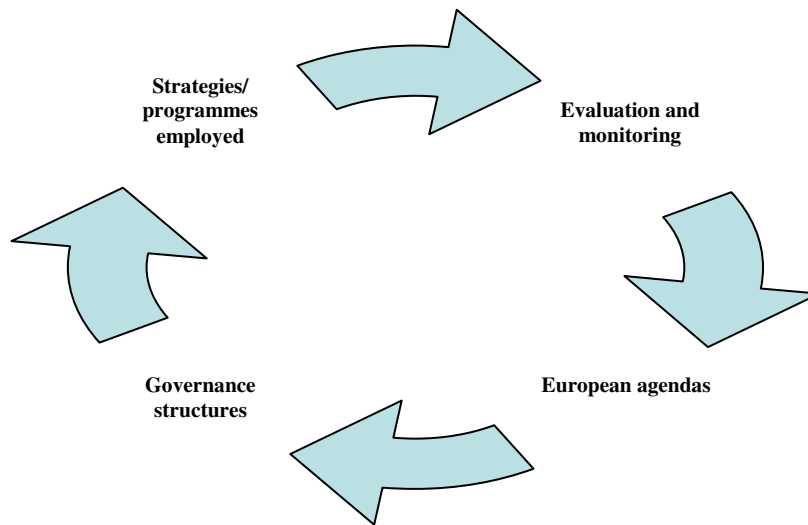 Strategies/
programmes
employed
Evaluation and
monitoring
Governance
structures
European agendas